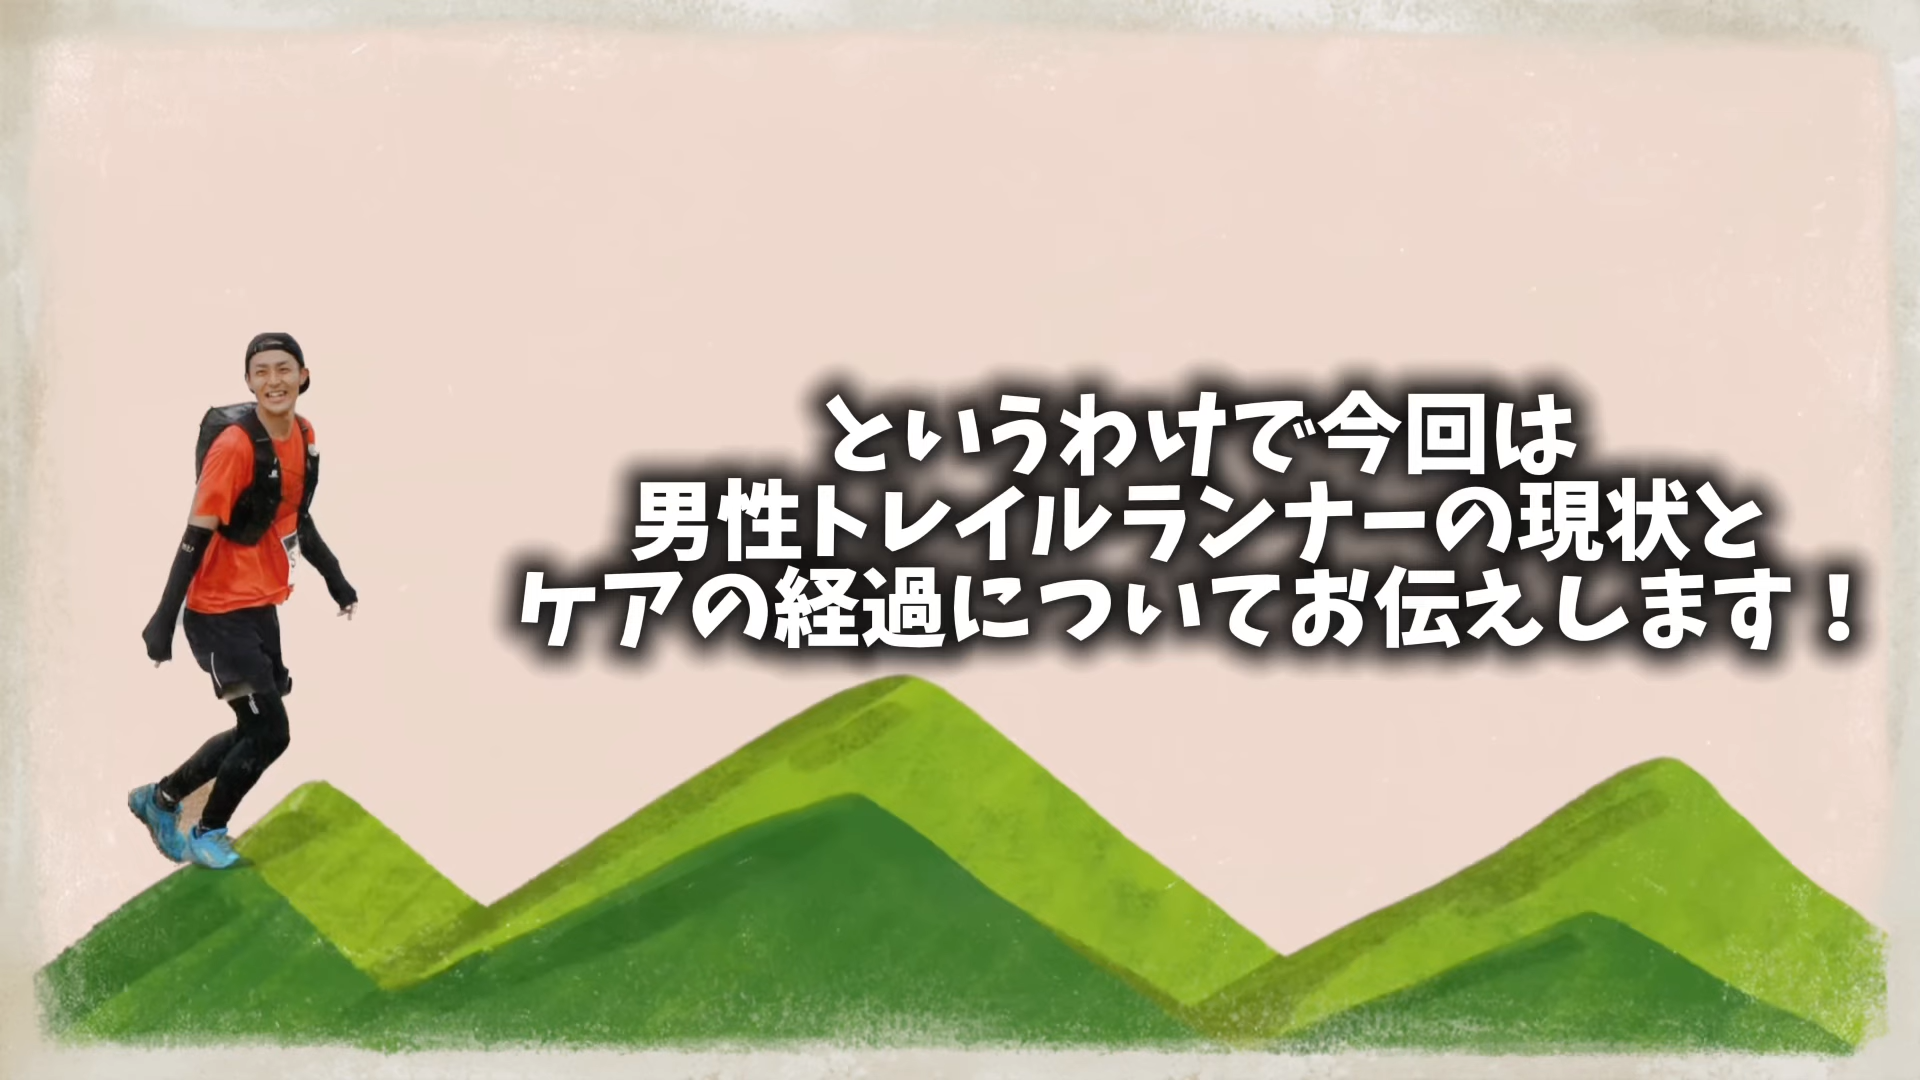 というわけで今回は
男性トレイルランナーの現状と
ケアの経過についてお伝えします！